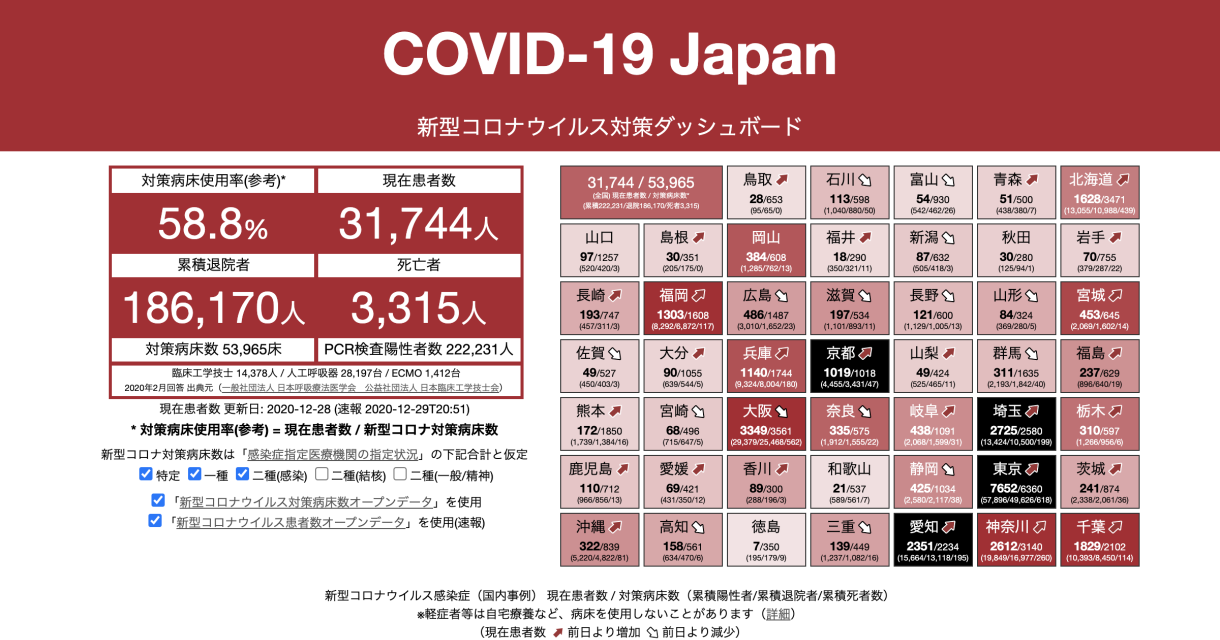 COVID-19 Japan
新型コロナウイルス対策ダッシュボード
対策病床使用率(参考)*
現在患者数
58.8%
31,744人
累積退院者
死亡者
186,170人
3,315人
対策病床数 53,965床
PCR検査陽性者数 222,231人
臨床工学技士 14,378人 / 人工呼吸器 28,197台 / ECMO 1,412台
2020年2月回答 出典元（一般社団法人 日本呼吸療法医学会　公益社団法人 日本臨床工学技士会）
現在患者数 更新日: 2020-12-28 (速報 2020-12-29T20:51)
* 対策病床使用率(参考) = 現在患者数 / 新型コロナ対策病床数
新型コロナ対策病床数は「感染症指定医療機関の指定状況」の下記合計と仮定
特定 一種 二種(感染) 二種(結核) 二種(一般/精神)
「新型コロナウイルス対策病床数オープンデータ」を使用
「新型コロナウイルス患者数オープンデータ」を使用(速報)
31,744 / 53,965
(全国) 現在患者数 / 対策病床数*
(累積222,231/退院186,170/死者3,315)
鳥取
28/653
(95/65/0)
石川
113/598
(1,040/880/50)
富山
54/930
(542/462/26)
青森
51/500
(438/380/7)
北海道
1628/3471
(13,055/10,988/439)
山口
97/1257
(520/420/3)
島根
30/351
(205/175/0)
岡山
384/608
(1,285/762/13)
福井
18/290
(350/321/11)
新潟
87/632
(505/418/3)
秋田
30/280
(125/94/1)
岩手
70/755
(379/287/22)
長崎
193/747
(457/311/3)
福岡
1303/1608
(8,292/6,872/117)
広島
486/1487
(3,010/1,652/23)
滋賀
197/534
(1,101/893/11)
長野
121/600
(1,129/1,005/13)
山形
84/324
(369/280/5)
宮城
453/645
(2,069/1,602/14)
佐賀
49/527
(450/403/3)
大分
90/1055
(639/544/5)
兵庫
1140/1744
(9,324/8,004/180)
京都
1019/1018
(4,455/3,431/47)
山梨
49/424
(525/465/11)
群馬
311/1635
(2,193/1,842/40)
福島
237/629
(896/640/19)
熊本
172/1850
(1,739/1,384/16)
宮崎
68/496
(715/647/5)
大阪
3349/3561
(29,379/25,468/562)
奈良
335/575
(1,912/1,555/22)
岐阜
438/1091
(2,068/1,599/31)
埼玉
2725/2580
(13,424/10,500/199)
栃木
310/597
(1,266/956/6)
鹿児島
110/712
(966/856/13)
愛媛
69/421
(431/350/12)
香川
89/300
(288/196/3)
和歌山
21/537
(589/561/7)
静岡
425/1034
(2,580/2,117/38)
東京
7652/6360
(57,896/49,626/618)
茨城
241/874
(2,338/2,061/36)
沖縄
322/839
(5,220/4,822/81)
高知
158/561
(634/470/6)
徳島
7/350
(195/179/9)
三重
139/449
(1,237/1,082/16)
愛知
2351/2234
(15,664/13,118/195)
神奈川
2612/3140
(19,849/16,977/260)
千葉
1829/2102
(10,393/8,450/114)
新型コロナウイルス感染症（国内事例） 現在患者数 / 対策病床数（累積陽性者/累積退院者/累積死者数）
※軽症者等は自宅療養など、病床を使用しないことがあります（詳細）
（現在患者数 前日より増加 前日より減少）